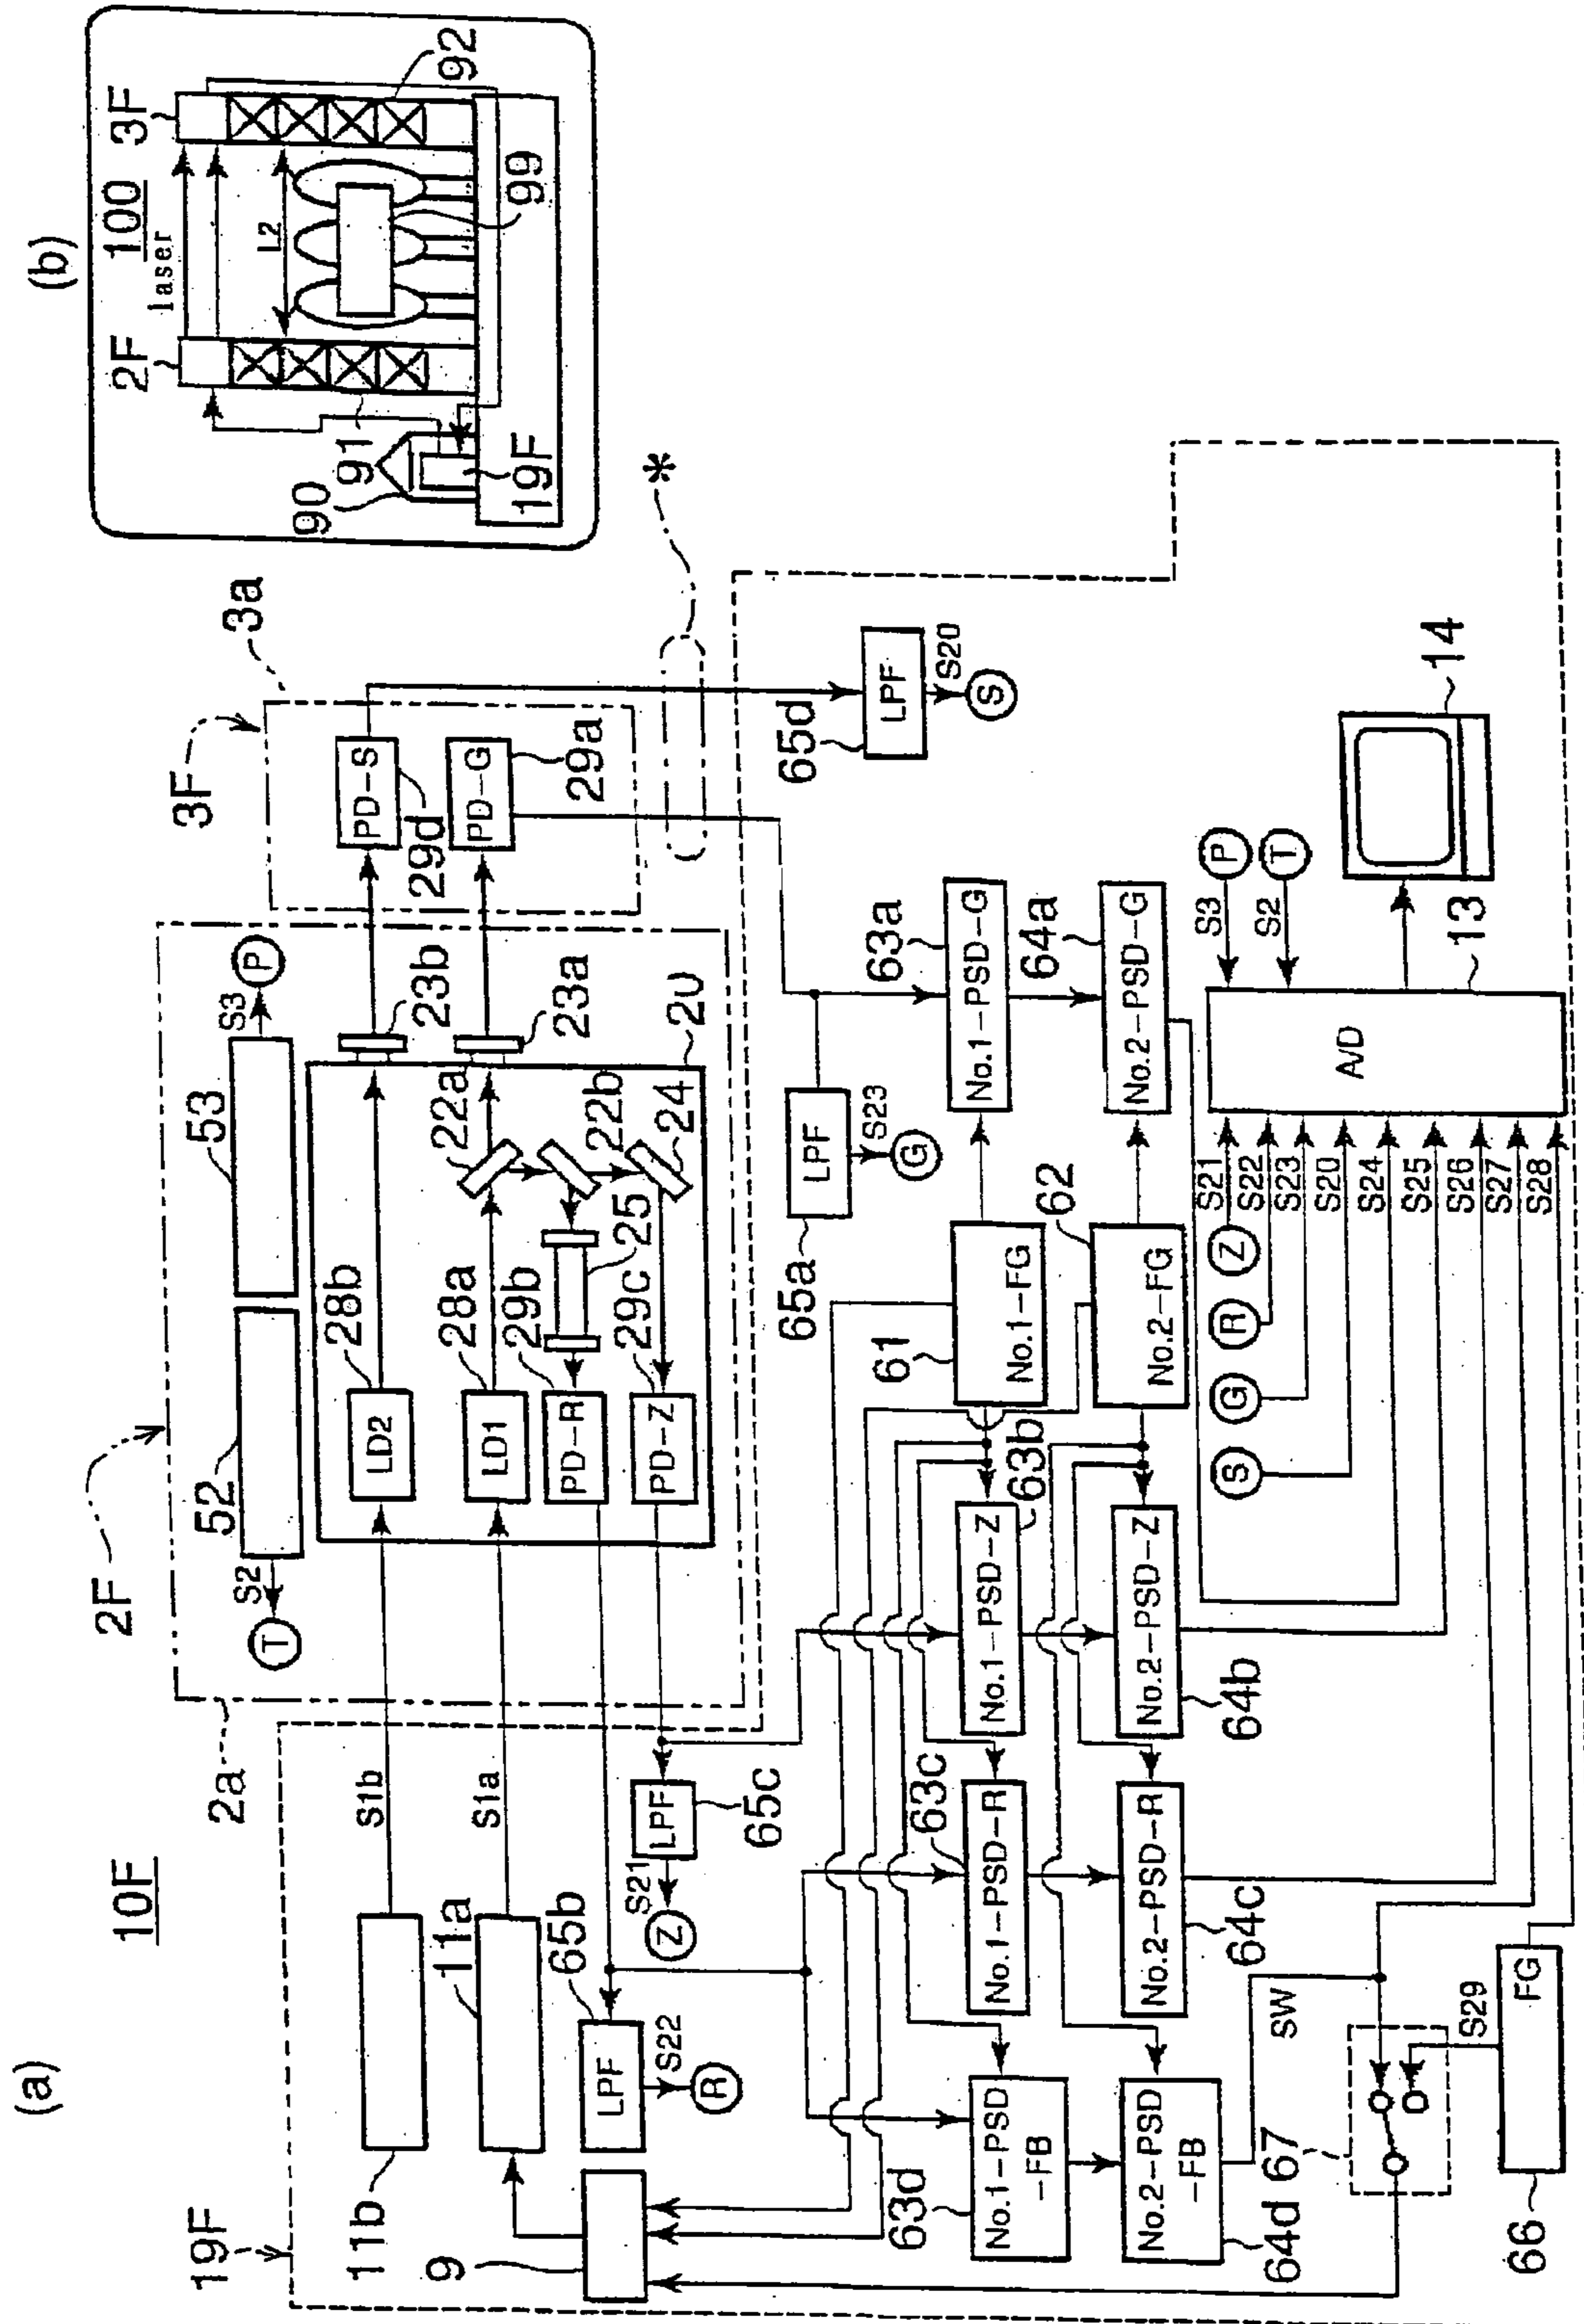 (a)
10F
19F
11b
11a
9
65b
LPF
S22
R
S1b
S1a
2a
2F
65c
LPF
S21
Z
52
53
S2
T
S3
P
28b
LD2
28a
LD1
29b
PD-R
29c
PD-Z
25
22a
22b
24
23b
23a
20
3F
3a
PD-S
29d
PD-G
29a
*
65d
LPF
S20
S
65a
LPF
S23
G
63a
No.1-PSD-G
64a
No.2-PSD-G
61
No.1-FG
62
No.2-FG
63b
No.1-PSD-Z
No.2-PSD-Z
64b
63c
No.1-PSD-R
No.2-PSD-R
64c
63d
No.1-PSD
-FB
No.2-PSD
-FB
64d
67
SW
S29
FG
66
S
G
R
Z
S21
S22
S23
S20
S24
S25
S26
S27
S28
A/D
S3
P
S2
T
13
14
(b)
100
laser
2F
3F
L2
90
91
92
99
19F